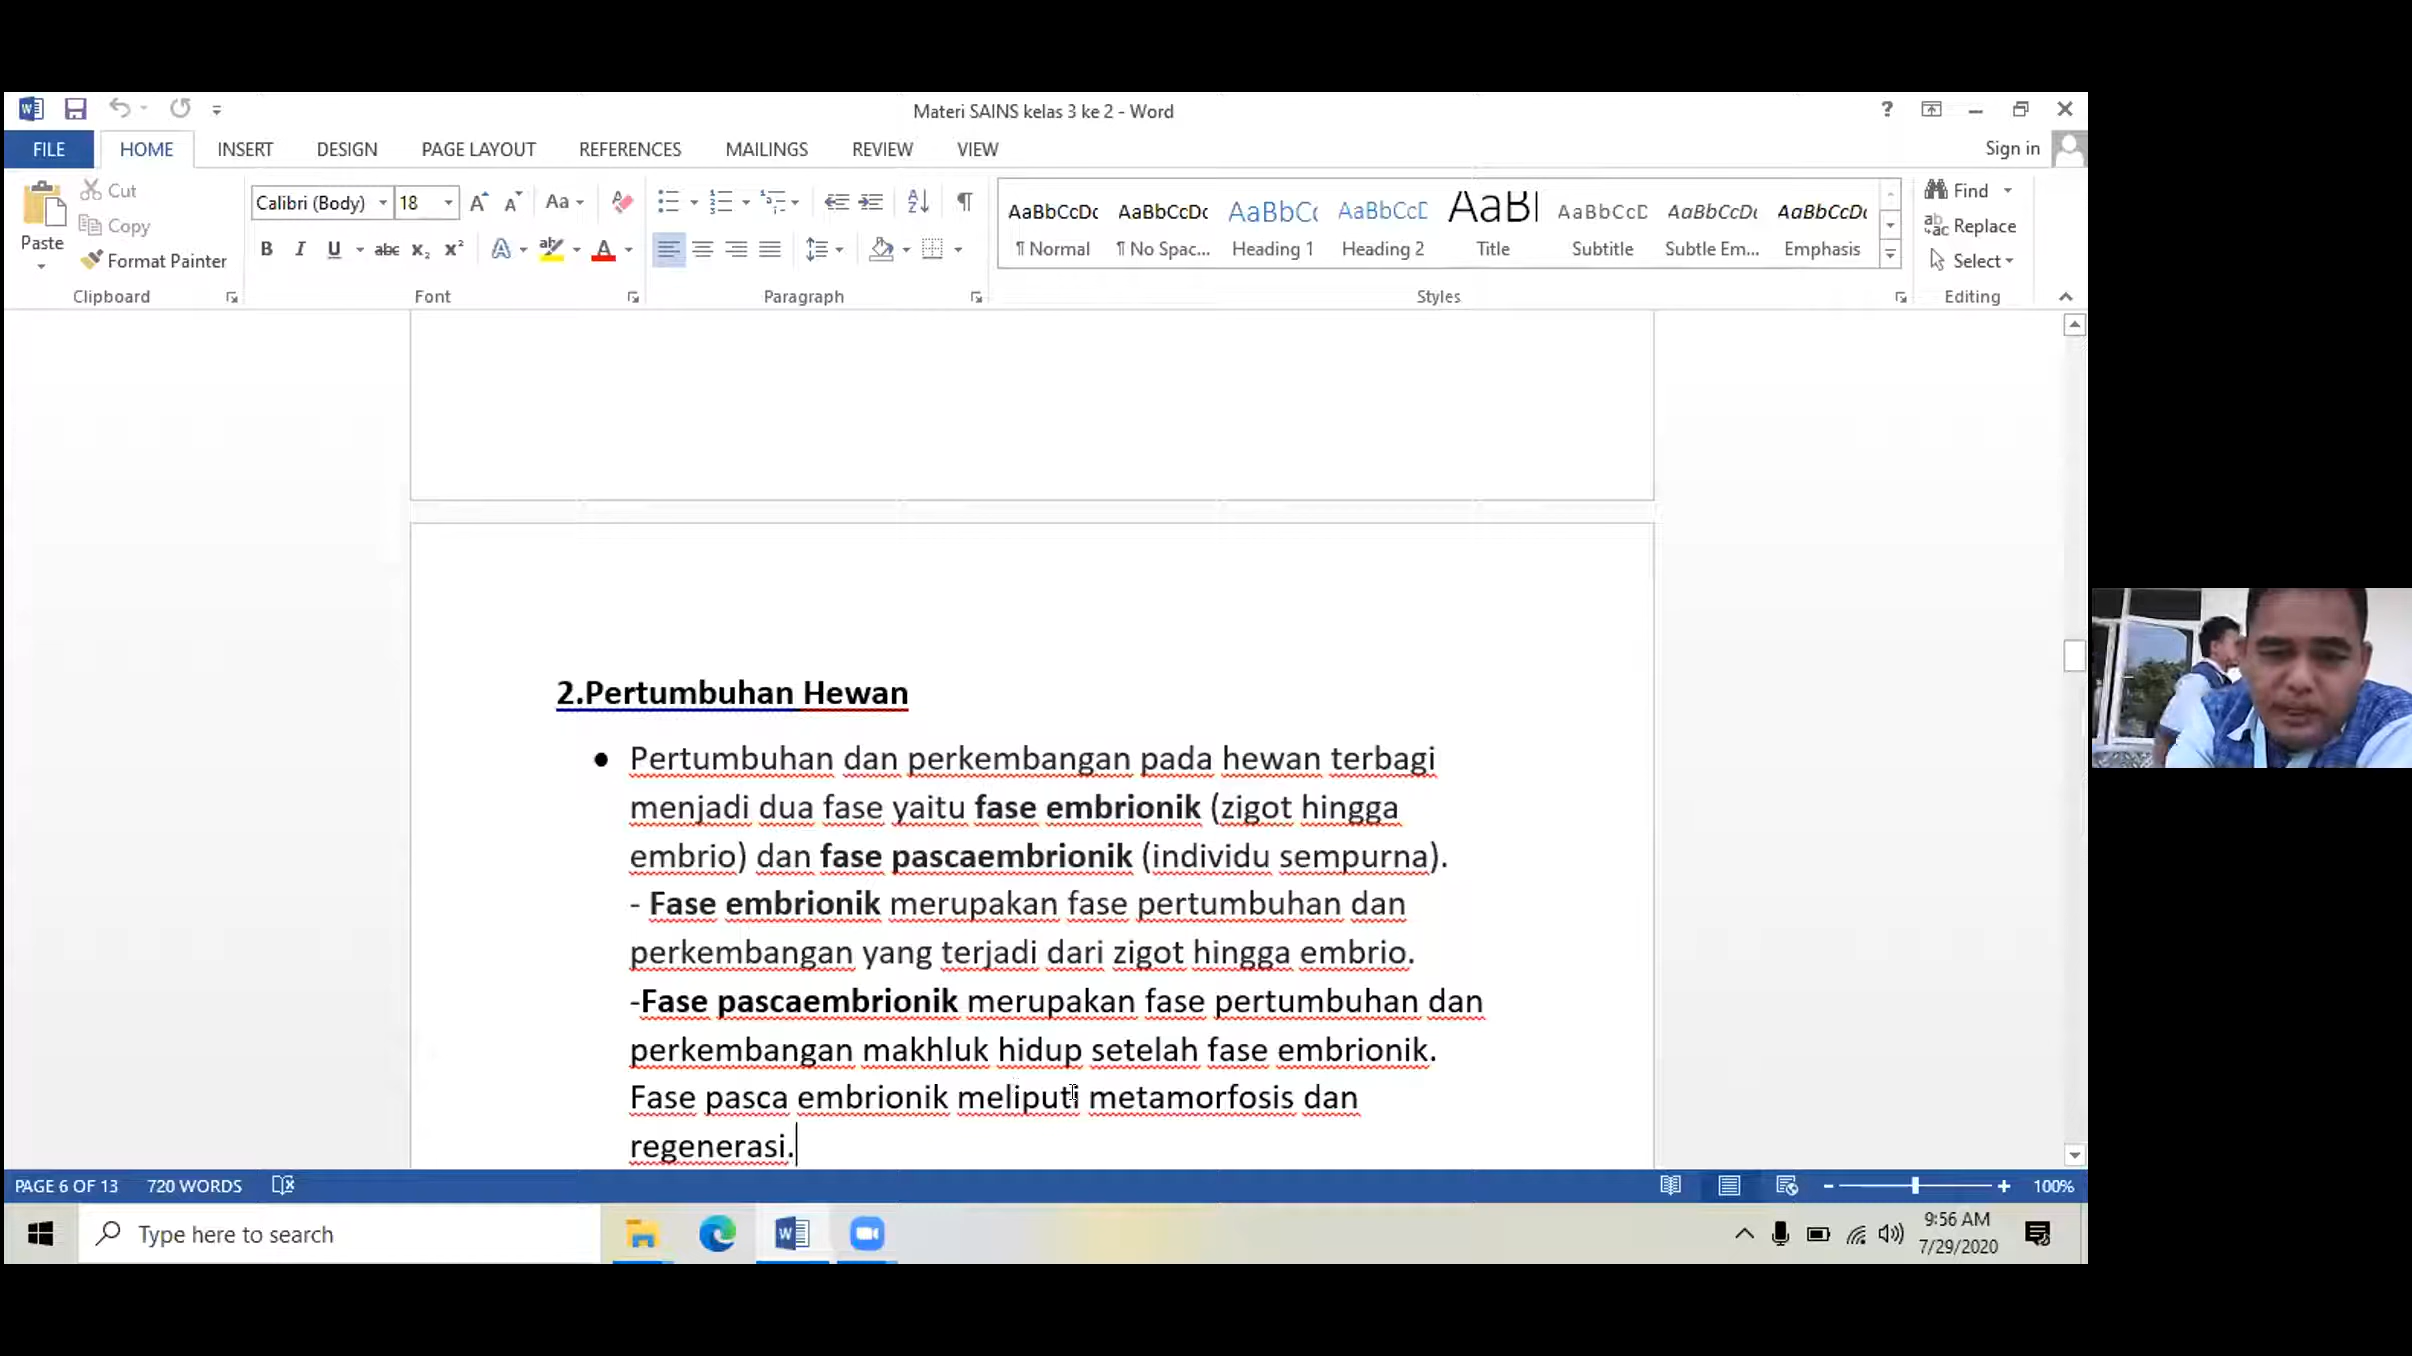 Materi SAINS kelas 3 ke 2 - Word
FILE HOME INSERT DESIGN PAGE LAYOUT REFERENCES MAILINGS REVIEW VIEW
Sign in
Paste
Cut
Copy
Format Painter
Clipboard
Calibri (Body) 18
Font
Paragraph
AaBbCcDc AaBbCcDc AaBbCc AaBbCcD AaBl AaBbCcD AaBbCcDc AaBbCcDc
¶ Normal ¶ No Spac... Heading 1 Heading 2 Title Subtitle Subtle Em... Emphasis
Styles
Find
Replace
Select
Editing
2.Pertumbuhan Hewan
• Pertumbuhan dan perkembangan pada hewan terbagi
menjadi dua fase yaitu fase embrionik (zigot hingga
embrio) dan fase pascaembrionik (individu sempurna).
- Fase embrionik merupakan fase pertumbuhan dan
perkembangan yang terjadi dari zigot hingga embrio.
-Fase pascaembrionik merupakan fase pertumbuhan dan
perkembangan makhluk hidup setelah fase embrionik.
Fase pasca embrionik meliputi metamorfosis dan
regenerasi.
PAGE 6 OF 13 720 WORDS 100%
Type here to search
9:56 AM
7/29/2020